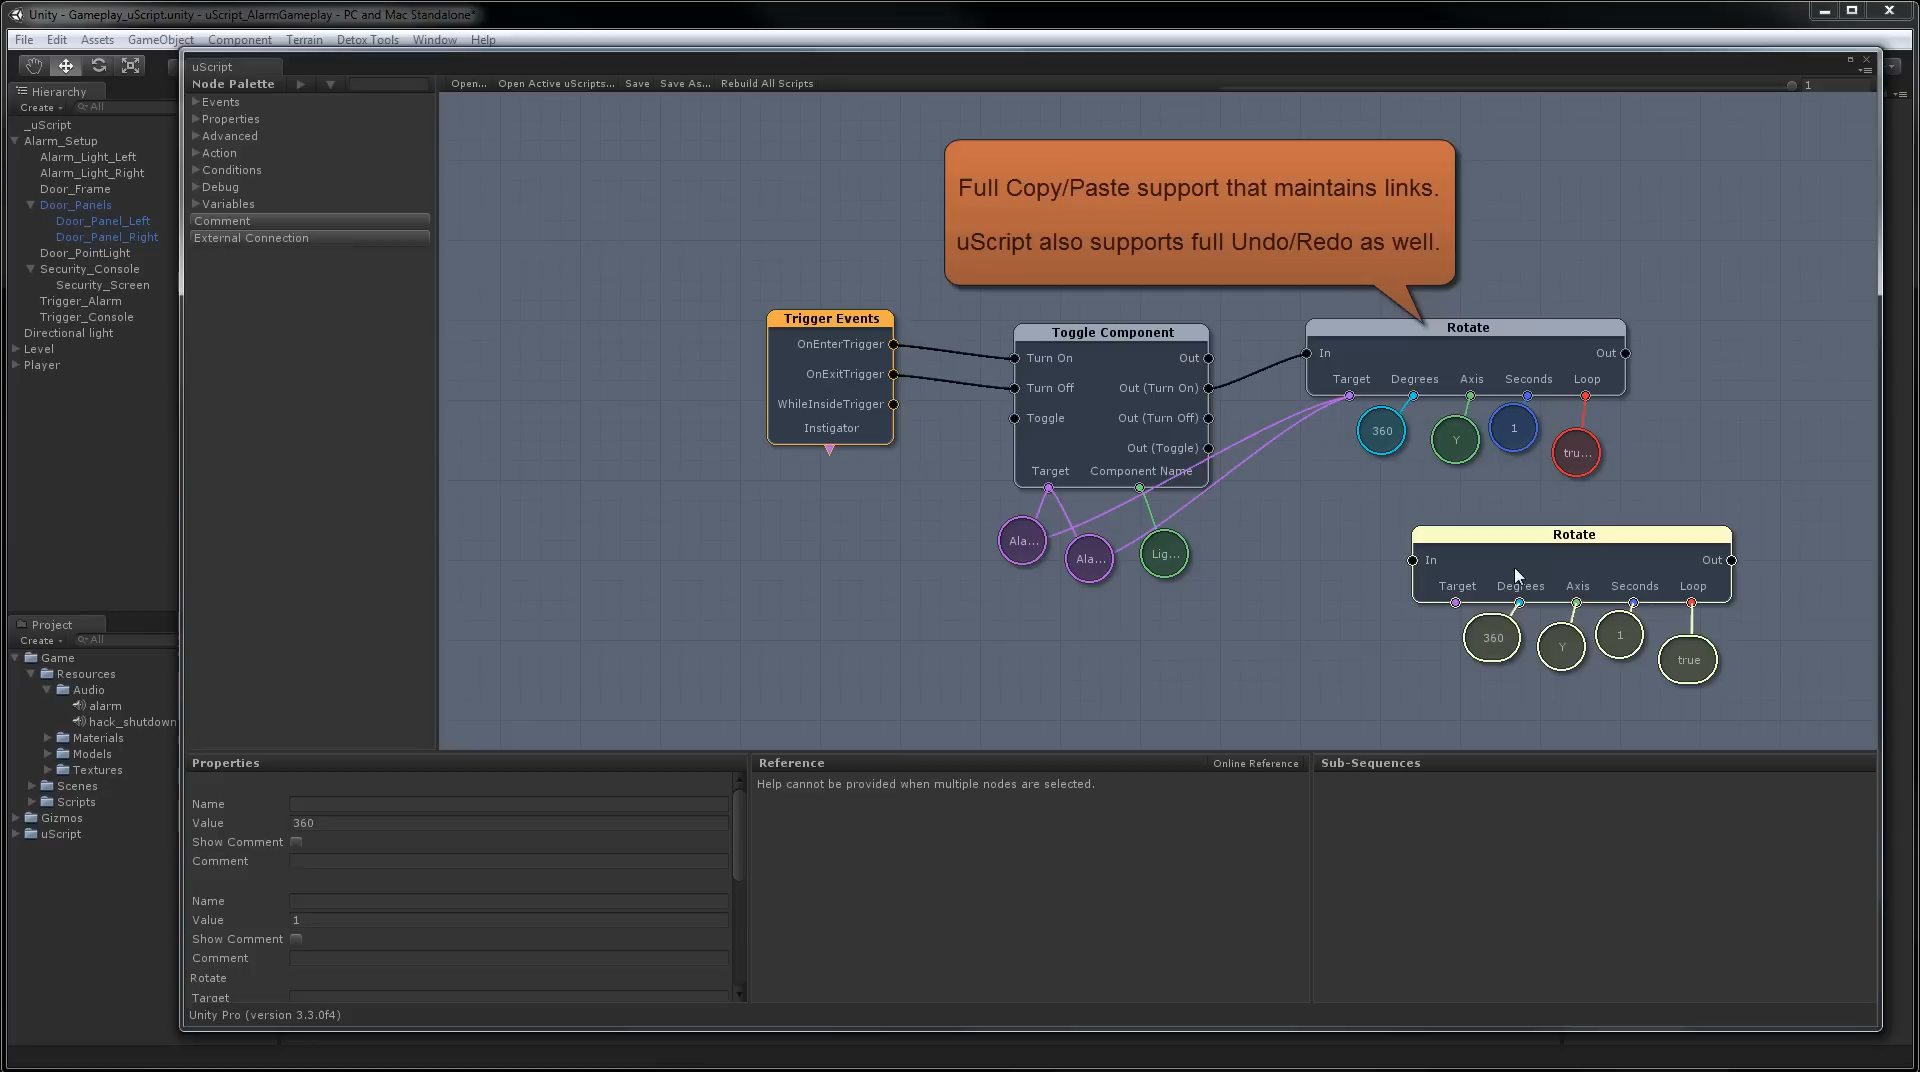 Unity - Gameplay_uScript.unity - uScript_AlarmGameplay - PC and Mac Standalone*
File Edit Assets GameObject Component Terrain Detox Tools Window Help
uScript
Node Palette
Open... Open Active uScripts... Save Save As... Rebuild All Scripts 1
Hierarchy
Create All
_uScript
Alarm_Setup
Alarm_Light_Left
Alarm_Light_Right
Door_Frame
Door_Panels
Door_Panel_Left
Door_Panel_Right
Door_PointLight
Security_Console
Security_Screen
Trigger_Alarm
Trigger_Console
Directional light
Level
Player
Events
Properties
Advanced
Action
Conditions
Debug
Variables
Comment
External Connection
Full Copy/Paste support that maintains links.
uScript also supports full Undo/Redo as well.
Trigger Events
OnEnterTrigger
OnExitTrigger
WhileInsideTrigger
Instigator
Toggle Component
Turn On Out
Turn Off Out (Turn On)
Toggle Out (Turn Off)
Out (Toggle)
Target Component Name
Ala... Ala... Lig...
Rotate
In Out
Target Degrees Axis Seconds Loop
360 Y 1 tru...
Rotate
In Out
Target Degrees Axis Seconds Loop
360 Y 1 true
Project
Create All
Game
Resources
Audio
alarm
hack_shutdown
Materials
Models
Textures
Scenes
Scripts
Gizmos
uScript
Properties
Name
Value 360
Show Comment
Comment
Name
Value 1
Show Comment
Comment
Rotate
Target
Reference Online Reference
Help cannot be provided when multiple nodes are selected.
Sub-Sequences
Unity Pro (version 3.3.0f4)